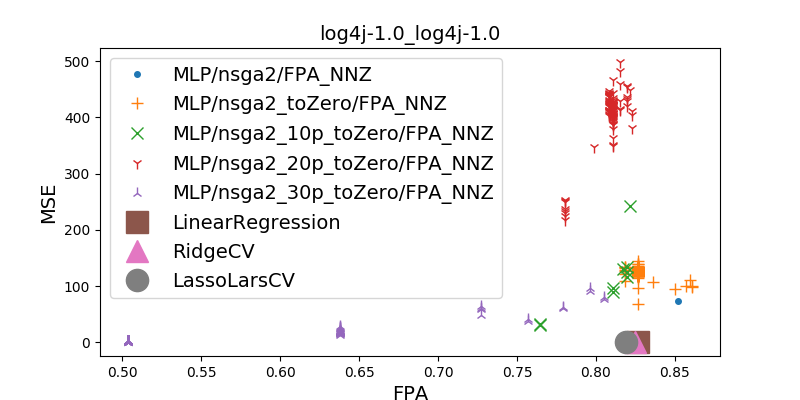 log4j-1.0_log4j-1.0
500
400
300
200
100
0
MSE
MLP/nsga2/FPA_NNZ
MLP/nsga2_toZero/FPA_NNZ
MLP/nsga2_10p_toZero/FPA_NNZ
MLP/nsga2_20p_toZero/FPA_NNZ
MLP/nsga2_30p_toZero/FPA_NNZ
LinearRegression
RidgeCV
LassoLarsCV
0.50 0.55 0.60 0.65 0.70 0.75 0.80 0.85
FPA